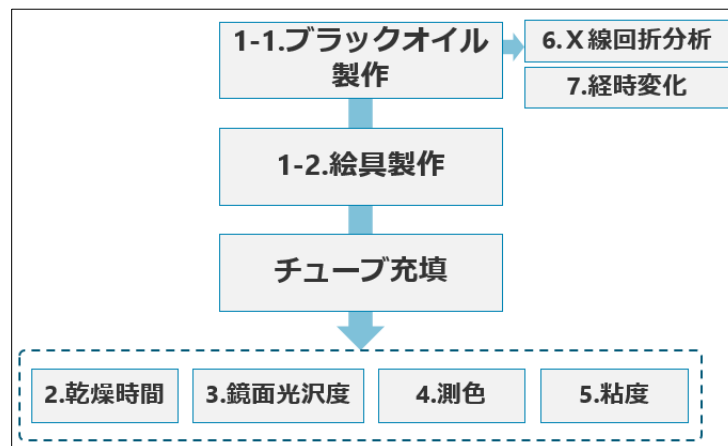 1-1.ブラックオイル
製作
6.X線回折分析
7.経時変化
1-2.絵具製作
チューブ充填
2.乾燥時間
3.鏡面光沢度
4.測色
5.粘度